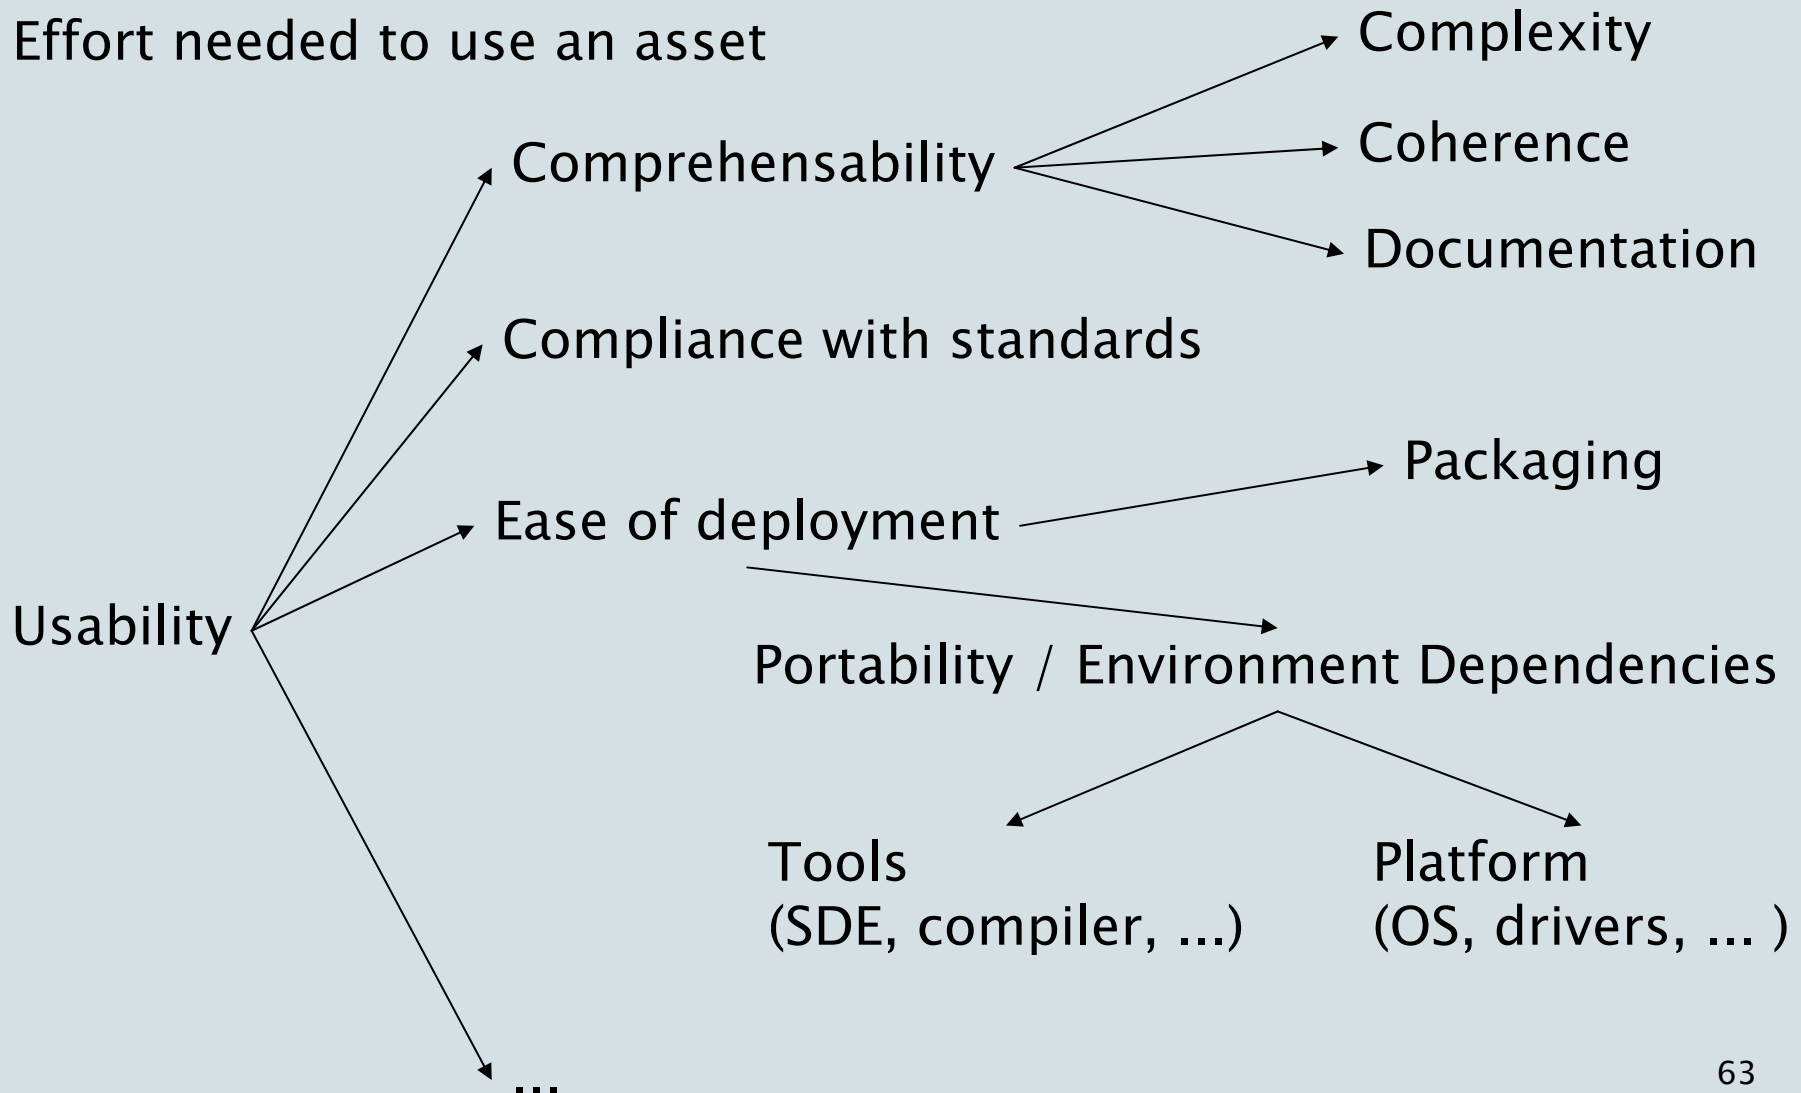 Effort needed to use an asset
Complexity
Comprehensability
Coherence
Documentation
Compliance with standards
Packaging
Ease of deployment
Usability
Portability / Environment Dependencies
Tools
(SDE, compiler, ...)
Platform
(OS, drivers, ... )
...
63